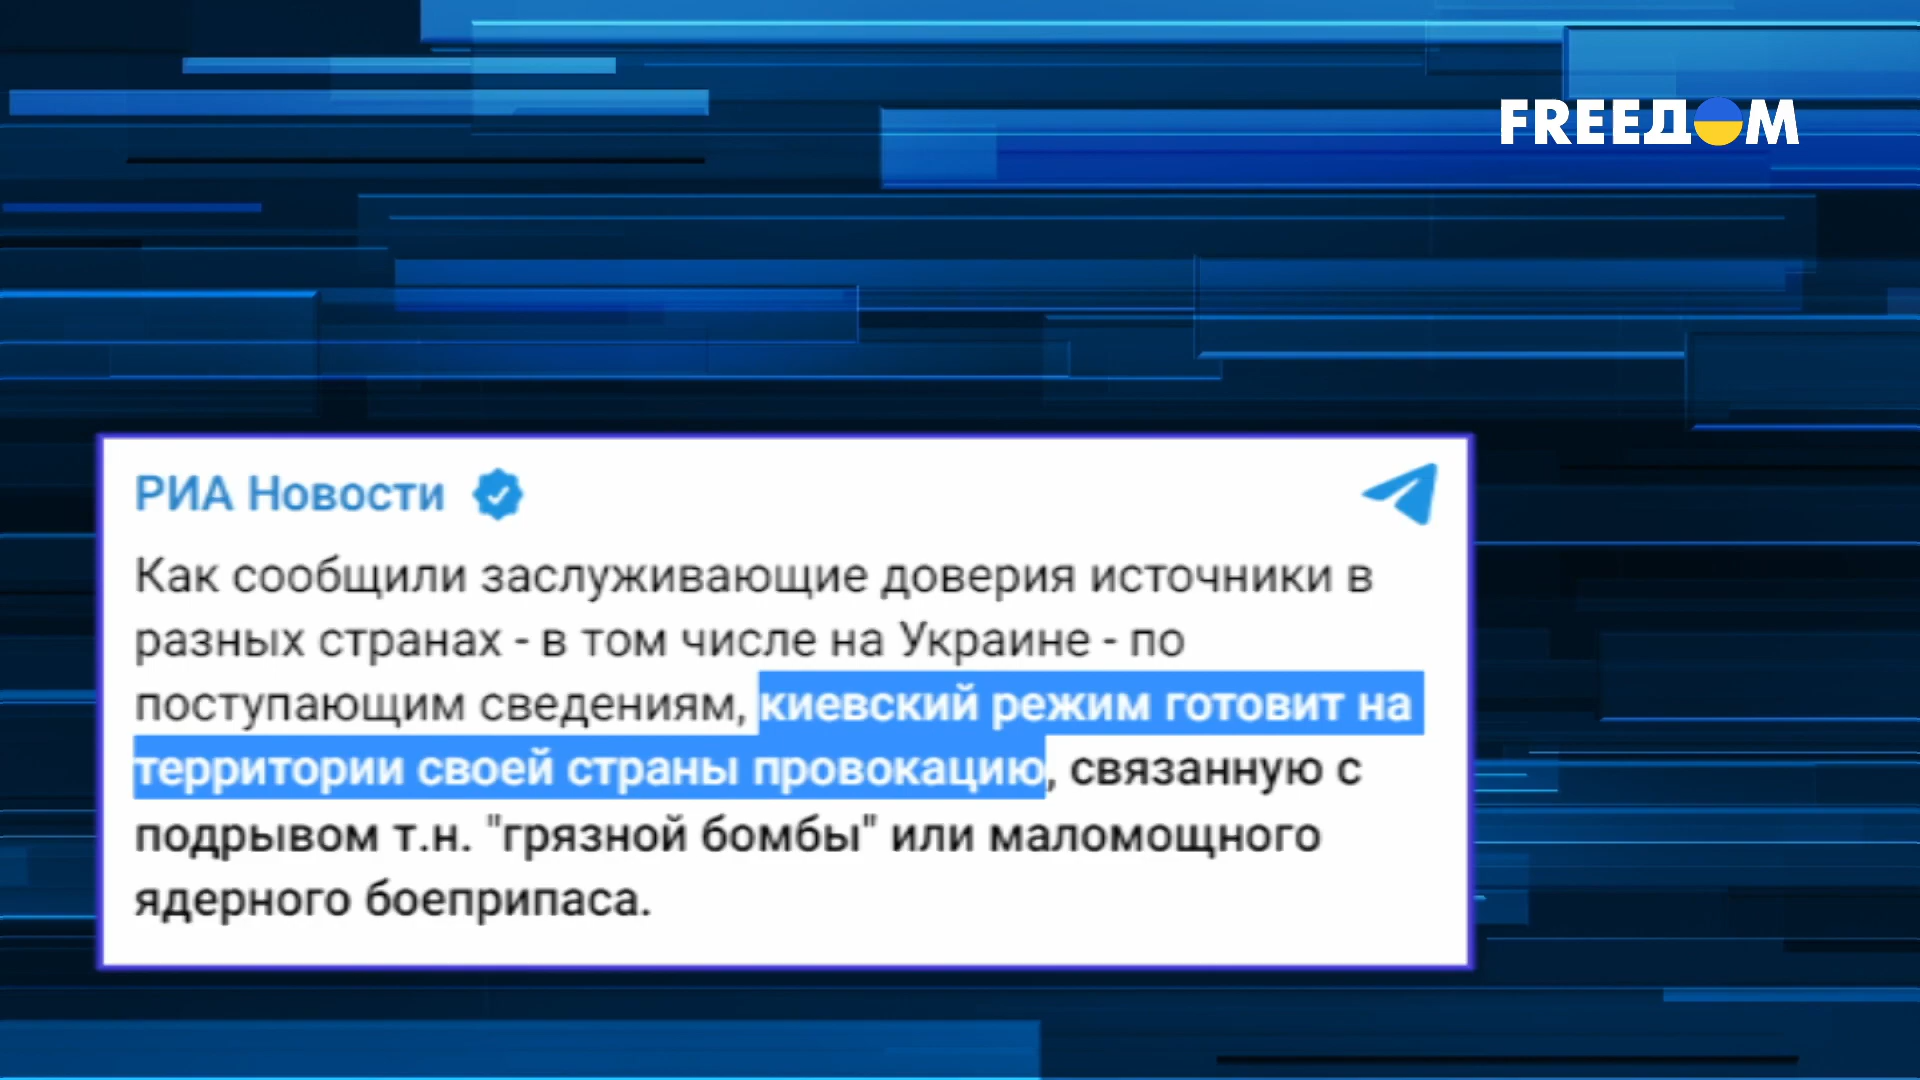 FREEДОМ
РИА Новости
Как сообщили заслуживающие доверия источники в
разных странах - в том числе на Украине - по
поступающим сведениям, киевский режим готовит на
территории своей страны провокацию, связанную с
подрывом т.н. "грязной бомбы" или маломощного
ядерного боеприпаса.